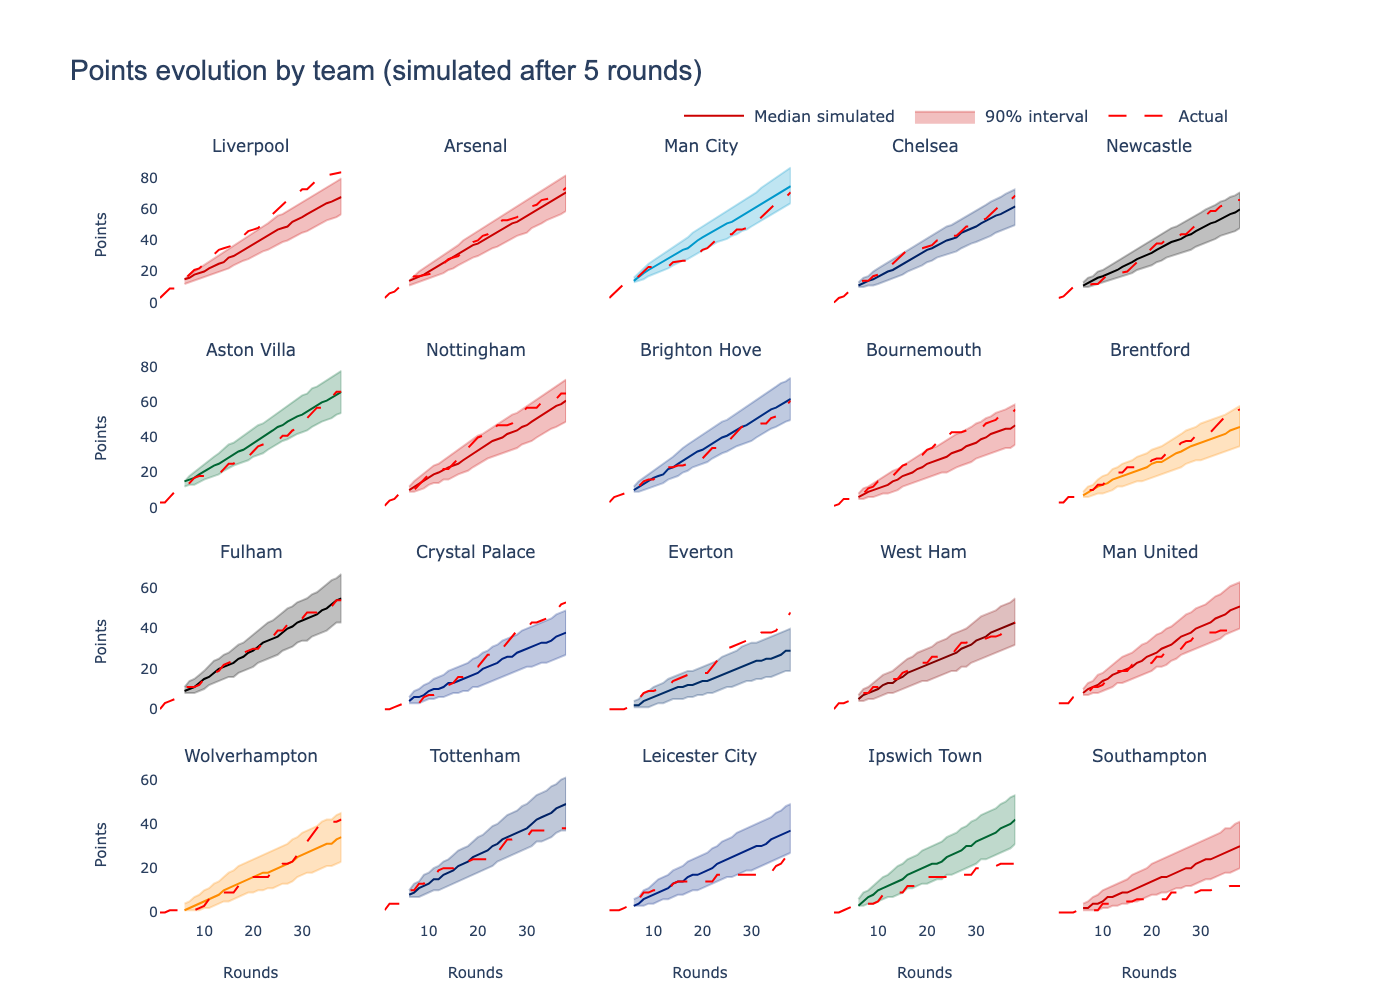 Points evolution by team (simulated after 5 rounds)
Median simulated 90% interval Actual
Liverpool Arsenal Man City Chelsea Newcastle
80
60
40
20
0
Points
Aston Villa Nottingham Brighton Hove Bournemouth Brentford
80
60
40
20
0
Points
Fulham Crystal Palace Everton West Ham Man United
60
40
20
0
Points
Wolverhampton Tottenham Leicester City Ipswich Town Southampton
60
40
20
0
Points
10 20 30 10 20 30 10 20 30 10 20 30 10 20 30
Rounds Rounds Rounds Rounds Rounds